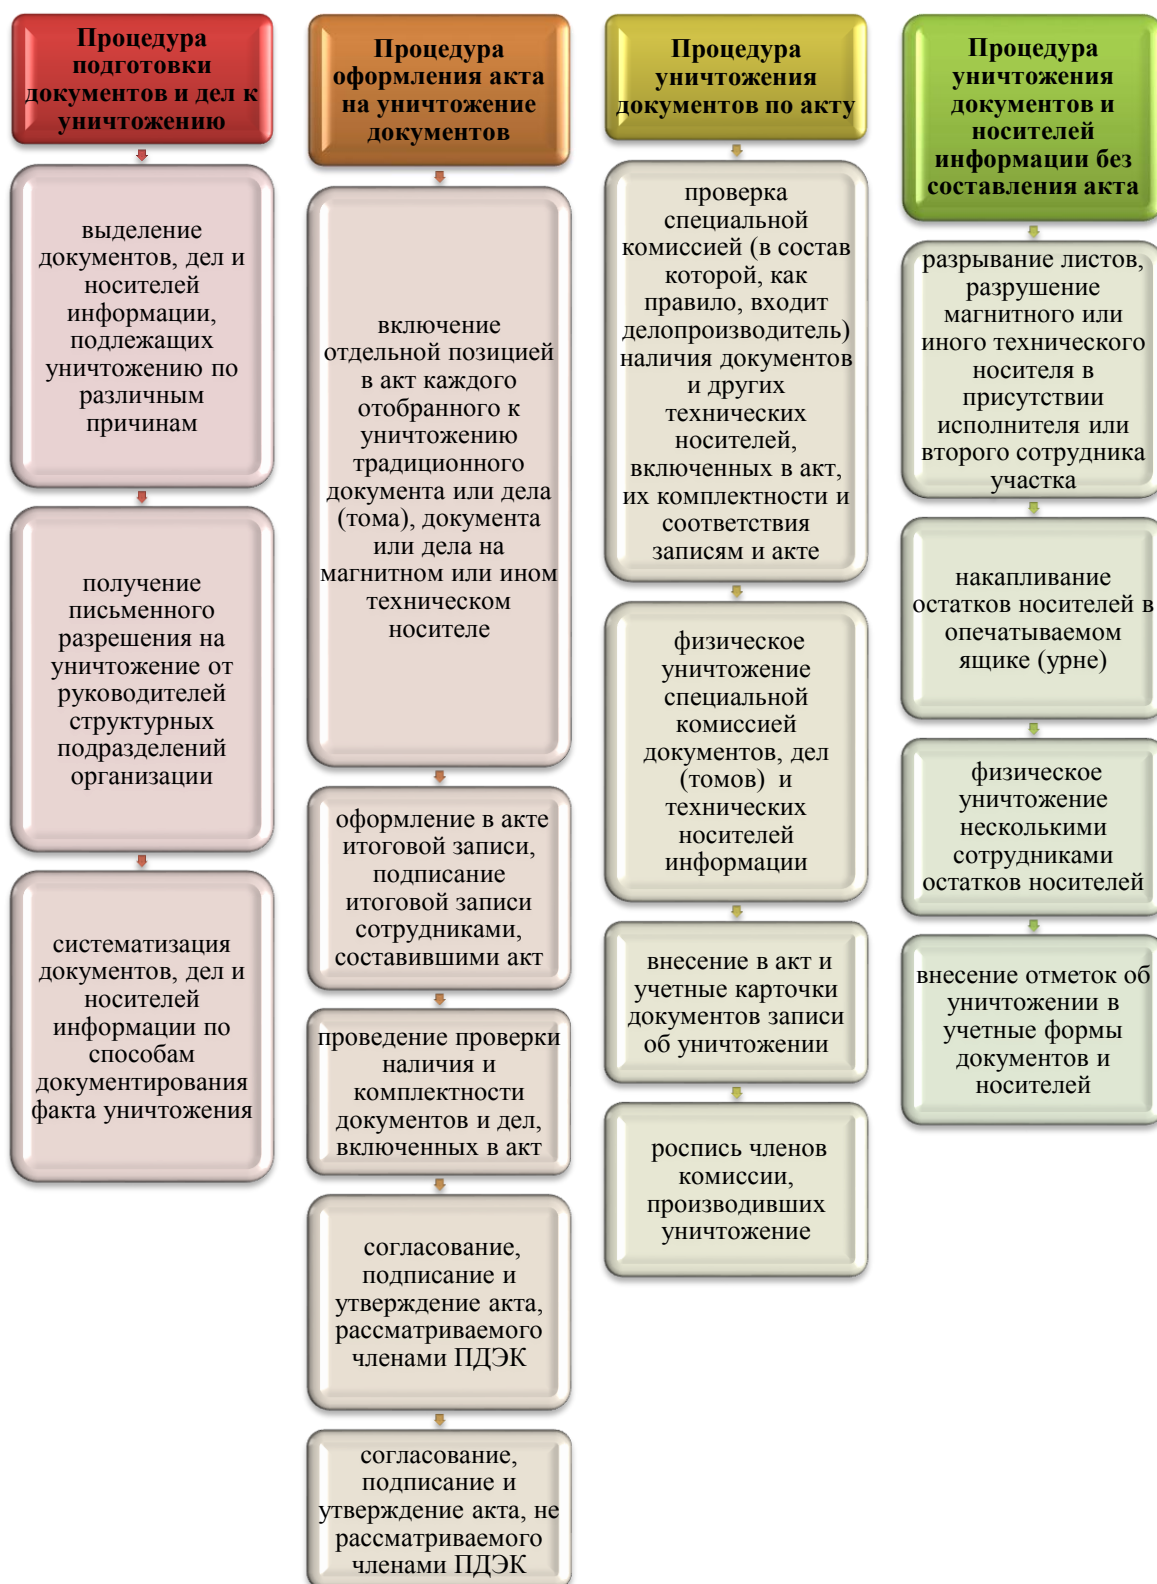 Процедура
подготовки
документов и дел к
уничтожению
выделение
документов, дел и
носителей
информации,
подлежащих
уничтожению по
различным
причинам
получение
письменного
разрешения на
уничтожение от
руководителей
структурных
подразделений
организации
систематизация
документов, дел и
носителей
информации по
способам
документирования
факта уничтожения
Процедура
оформления акта
на уничтожение
документов
включение
отдельной позицией
в акт каждого
отобранного к
уничтожению
традиционного
документа или дела
(тома), документа
или дела на
магнитном или ином
техническом
носителе
оформление в акте
итоговой записи,
подписание
итоговой записи
сотрудниками,
составившими акт
проведение проверки
наличия и
комплектности
документов и дел,
включенных в акт
согласование,
подписание и
утверждение акта,
рассматриваемого
членами ПДЭК
согласование,
подписание и
утверждение акта, не
рассматриваемого
членами ПДЭК
Процедура
уничтожения
документов по акту
проверка
специальной
комиссией (в состав
которой, как
правило, входит
делопроизводитель)
наличия документов
и других
технических
носителей,
включенных в акт,
их комплектности и
соответствия
записям и акте
физическое
уничтожение
специальной
комиссией
документов, дел
(томов) и
технических
носителей
информации
внесение в акт и
учетные карточки
документов записи
об уничтожении
роспись членов
комиссии,
производивших
уничтожение
Процедура
уничтожения
документов и
носителей
информации без
составления акта
разрывание листов,
разрушение
магнитного или
иного технического
носителя в
присутствии
исполнителя или
второго сотрудника
участка
накапливание
остатков носителей в
опечатываемом
ящике (урне)
физическое
уничтожение
несколькими
сотрудниками
остатков носителей
внесение отметок об
уничтожении в
учетные формы
документов и
носителей